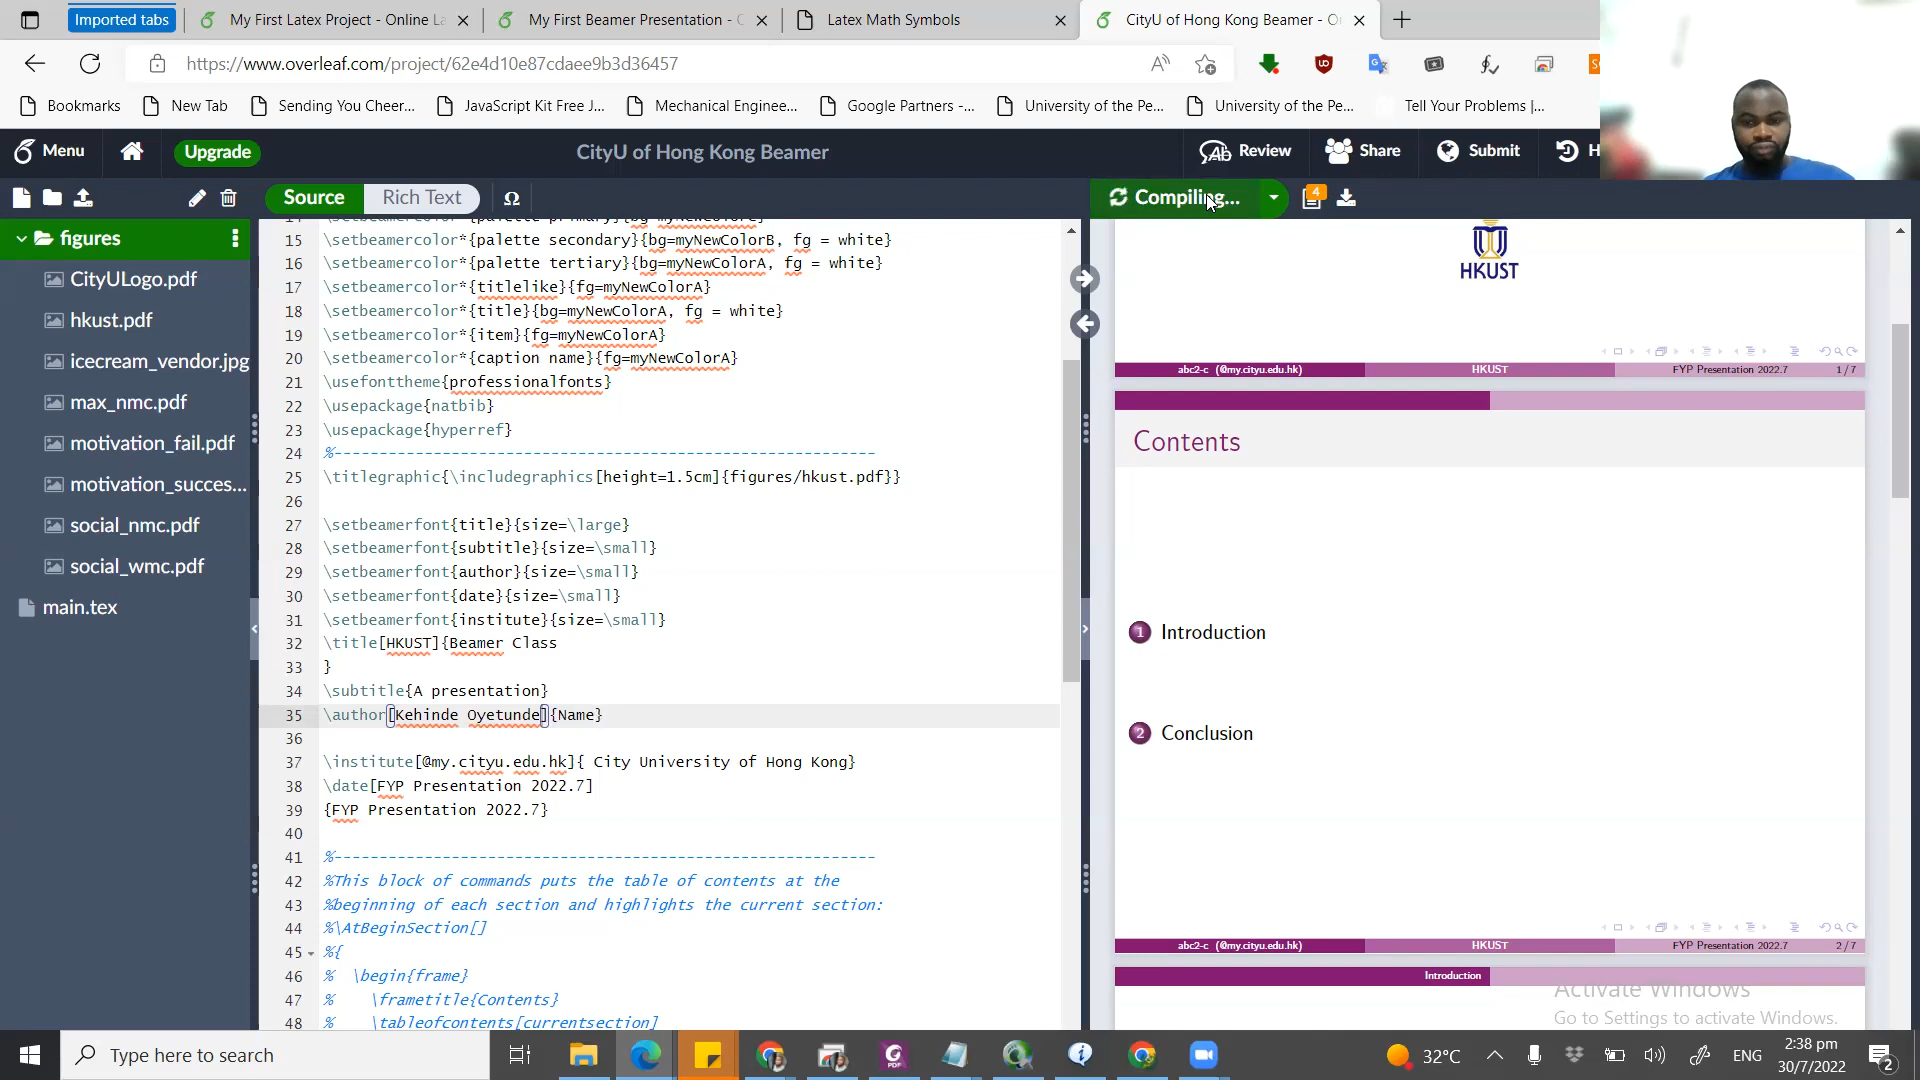 Imported tabs
My First Latex Project - Online La
My First Beamer Presentation - O
Latex Math Symbols
CityU of Hong Kong Beamer - On
https://www.overleaf.com/project/62e4d10e87cdaee9b3d36457
Bookmarks
New Tab
Sending You Cheer...
JavaScript Kit Free J...
Mechanical Enginee...
Google Partners -...
University of the Pe...
University of the Pe...
Tell Your Problems |...
Menu
Upgrade
CityU of Hong Kong Beamer
Review
Share
Submit
H
Source
Rich Text
Ω
Compiling...
4
figures
CityULogo.pdf
hkust.pdf
icecream_vendor.jpg
max_nmc.pdf
motivation_fail.pdf
motivation_succes...
social_nmc.pdf
social_wmc.pdf
main.tex
15 \setbeamercolor*{palette secondary}{bg=myNewColorB, fg = white}
16 \setbeamercolor*{palette tertiary}{bg=myNewColorA, fg = white}
17 \setbeamercolor*{titlelike}{fg=myNewColorA}
18 \setbeamercolor*{title}{bg=myNewColorA, fg = white}
19 \setbeamercolor*{item}{fg=myNewColorA}
20 \setbeamercolor*{caption name}{fg=myNewColorA}
21 \usefonttheme{professionalfonts}
22 \usepackage{natbib}
23 \usepackage{hyperref}
24 %------------------------------------------------------------
25 \titlegraphic{\includegraphics[height=1.5cm]{figures/hkust.pdf}}
26
27 \setbeamerfont{title}{size=\large}
28 \setbeamerfont{subtitle}{size=\small}
29 \setbeamerfont{author}{size=\small}
30 \setbeamerfont{date}{size=\small}
31 \setbeamerfont{institute}{size=\small}
32 \title[HKUST]{Beamer Class
33 }
34 \subtitle{A presentation}
35 \author[Kehinde Oyetunde]{Name}
36
37 \institute[@my.cityu.edu.hk]{ City University of Hong Kong}
38 \date[FYP Presentation 2022.7]
39 {FYP Presentation 2022.7}
40
41 %------------------------------------------------------------
42 %This block of commands puts the table of contents at the
43 %beginning of each section and highlights the current section:
44 %\AtBeginSection[]
45 %{
46 %  \begin{frame}
47 %    \frametitle{Contents}
48 %    \tableofcontents[currentsection]
HKUST
abc2-c (@my.cityu.edu.hk) HKUST FYP Presentation 2022.7 1 / 7
Contents
1 Introduction
2 Conclusion
abc2-c (@my.cityu.edu.hk) HKUST FYP Presentation 2022.7 2 / 7
Introduction
Activate Windows
Go to Settings to activate Windows.
Type here to search
32°C
ENG
2:38 pm
30/7/2022
2